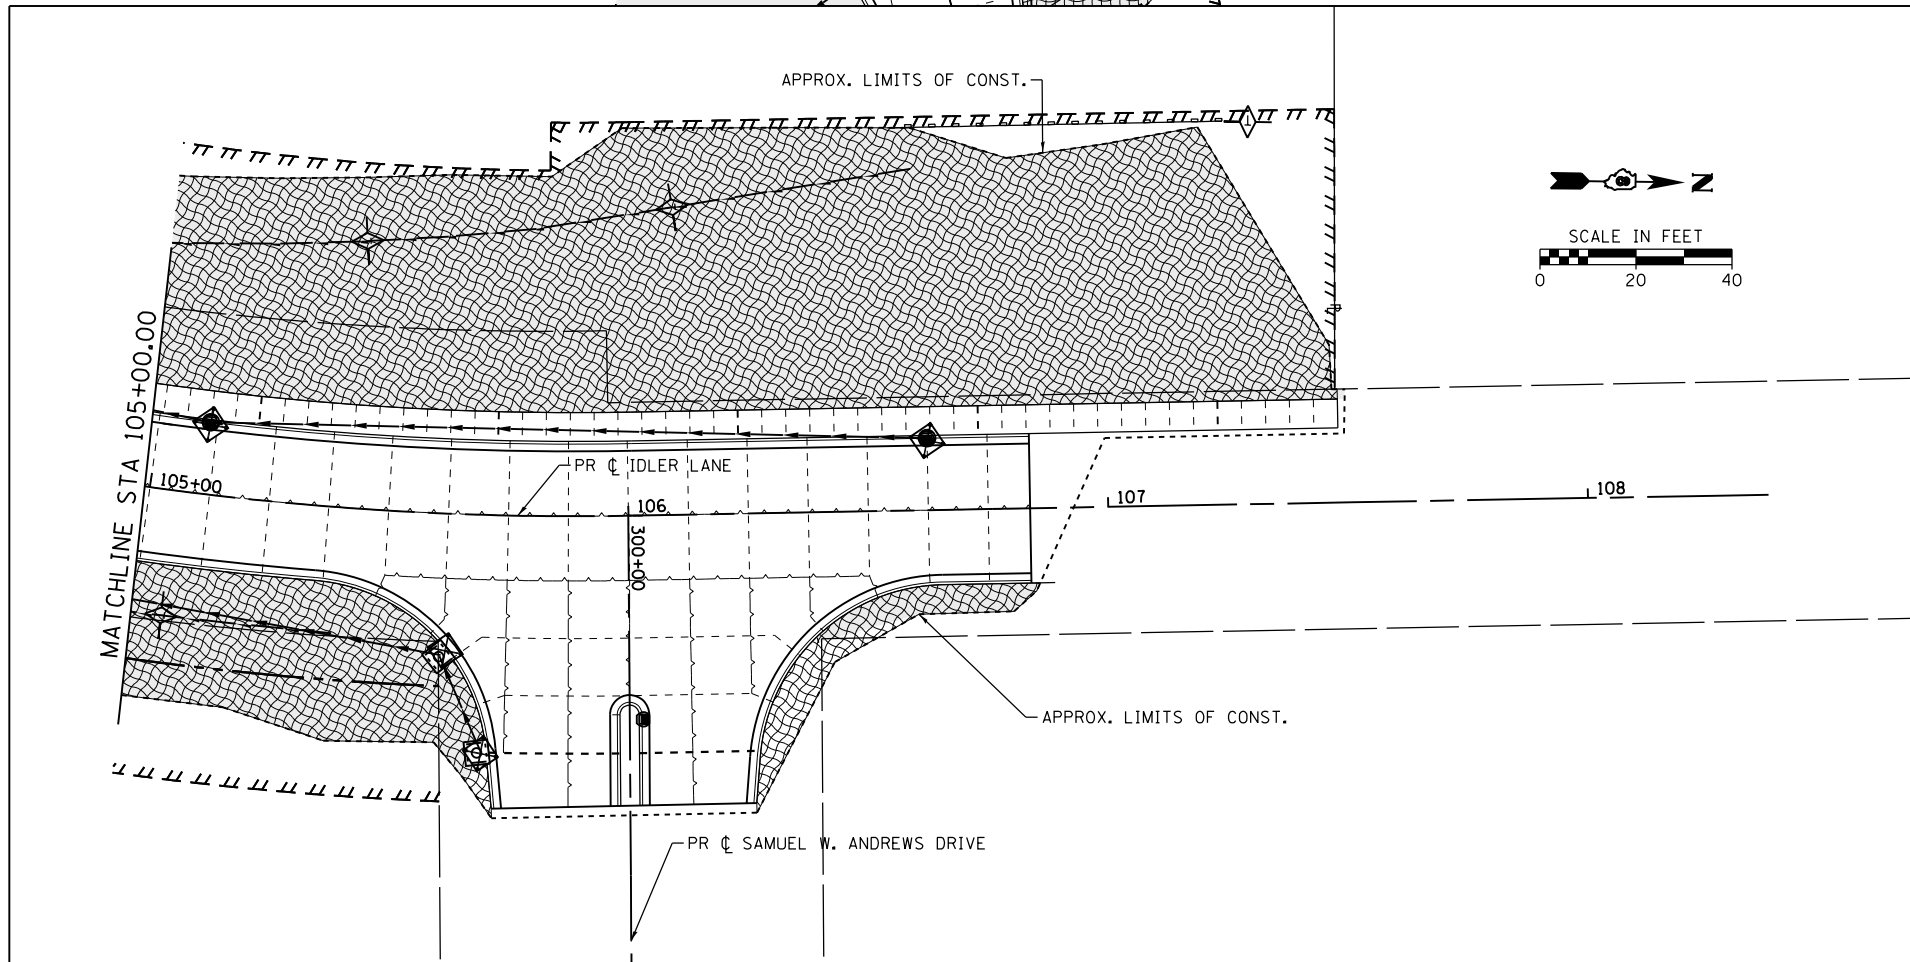 APPROX. LIMITS OF CONST.
N
SCALE IN FEET
0 20 40
MATCHLINE STA 105+00.00
PR ℄ IDLER LANE
105+00
106
107
108
300+00
APPROX. LIMITS OF CONST.
PR ℄ SAMUEL W. ANDREWS DRIVE